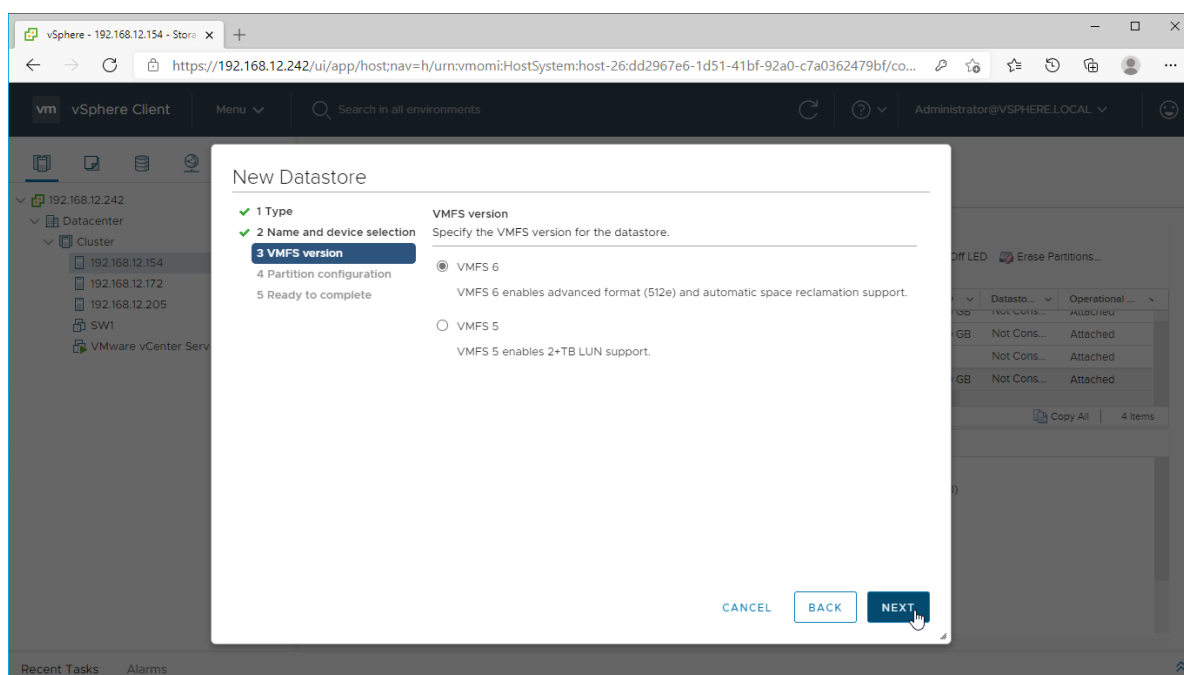 vSphere - 192.168.12.154 - Stora
https://192.168.12.242/ui/app/host;nav=h/urn:vmomi:HostSystem:host-26:dd2967e6-1d51-41bf-92a0-c7a0362479bf/co...
vm vSphere Client Menu Search in all environments Administrator@VSPHERE.LOCAL
New Datastore
192.168.12.242
Datacenter
Cluster
192.168.12.154
192.168.12.172
192.168.12.205
SW1
VMware vCenter Serv
1 Type
2 Name and device selection
3 VMFS version
4 Partition configuration
5 Ready to complete
VMFS version
Specify the VMFS version for the datastore.
VMFS 6
VMFS 6 enables advanced format (512e) and automatic space reclamation support.
VMFS 5
VMFS 5 enables 2+TB LUN support.
CANCEL BACK NEXT
Off LED Erase Partitions...
Datasto... Operational ...
GB Not Cons... Attached
GB Not Cons... Attached
Not Cons... Attached
GB Not Cons... Attached
Copy All 4 items
Recent Tasks Alarms